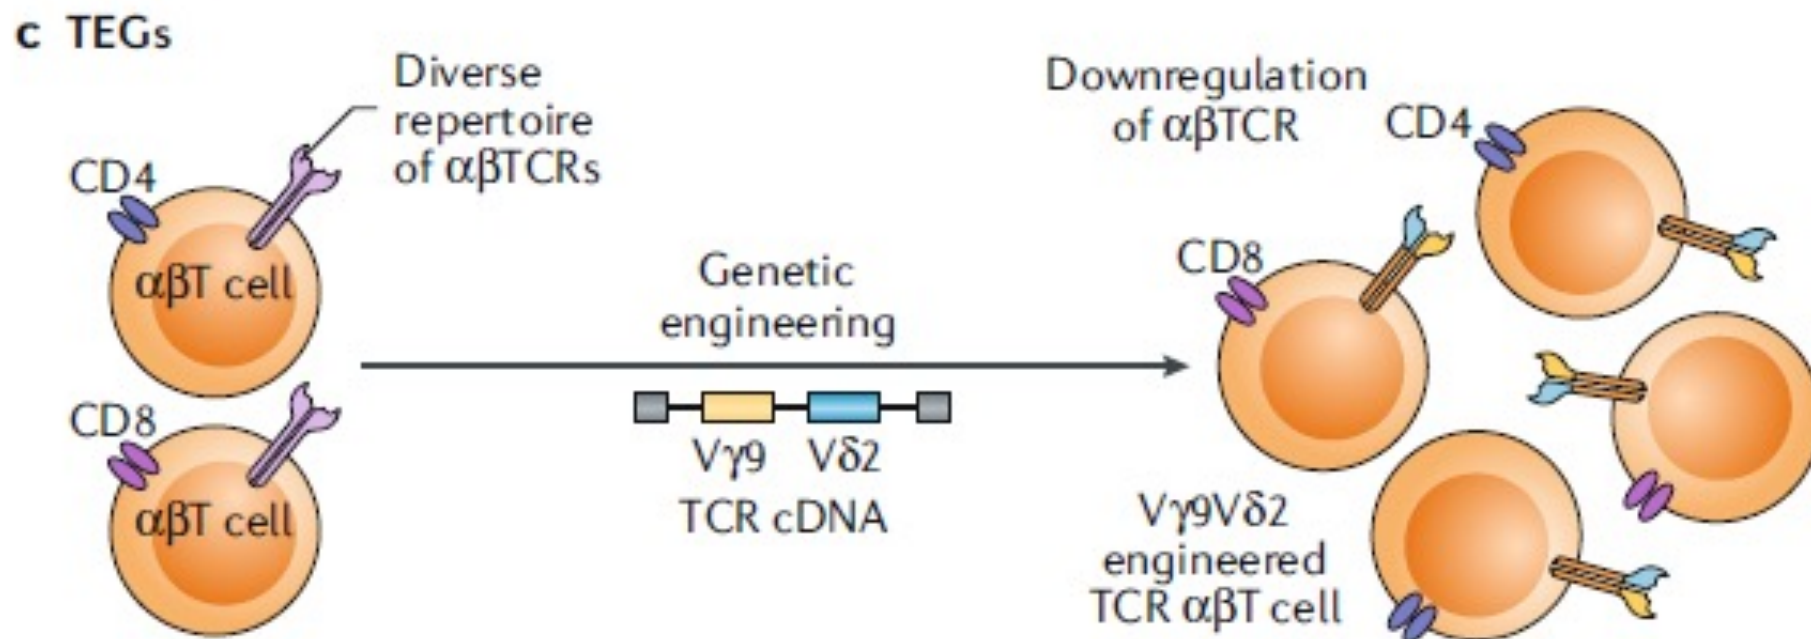 c TEGs
Diverse
repertoire
of αβTCRs
CD4
αβT cell
CD8
αβT cell
Genetic
engineering
Vγ9 Vδ2
TCR cDNA
Downregulation
of αβTCR
CD4
CD8
Vγ9Vδ2
engineered
TCR αβT cell